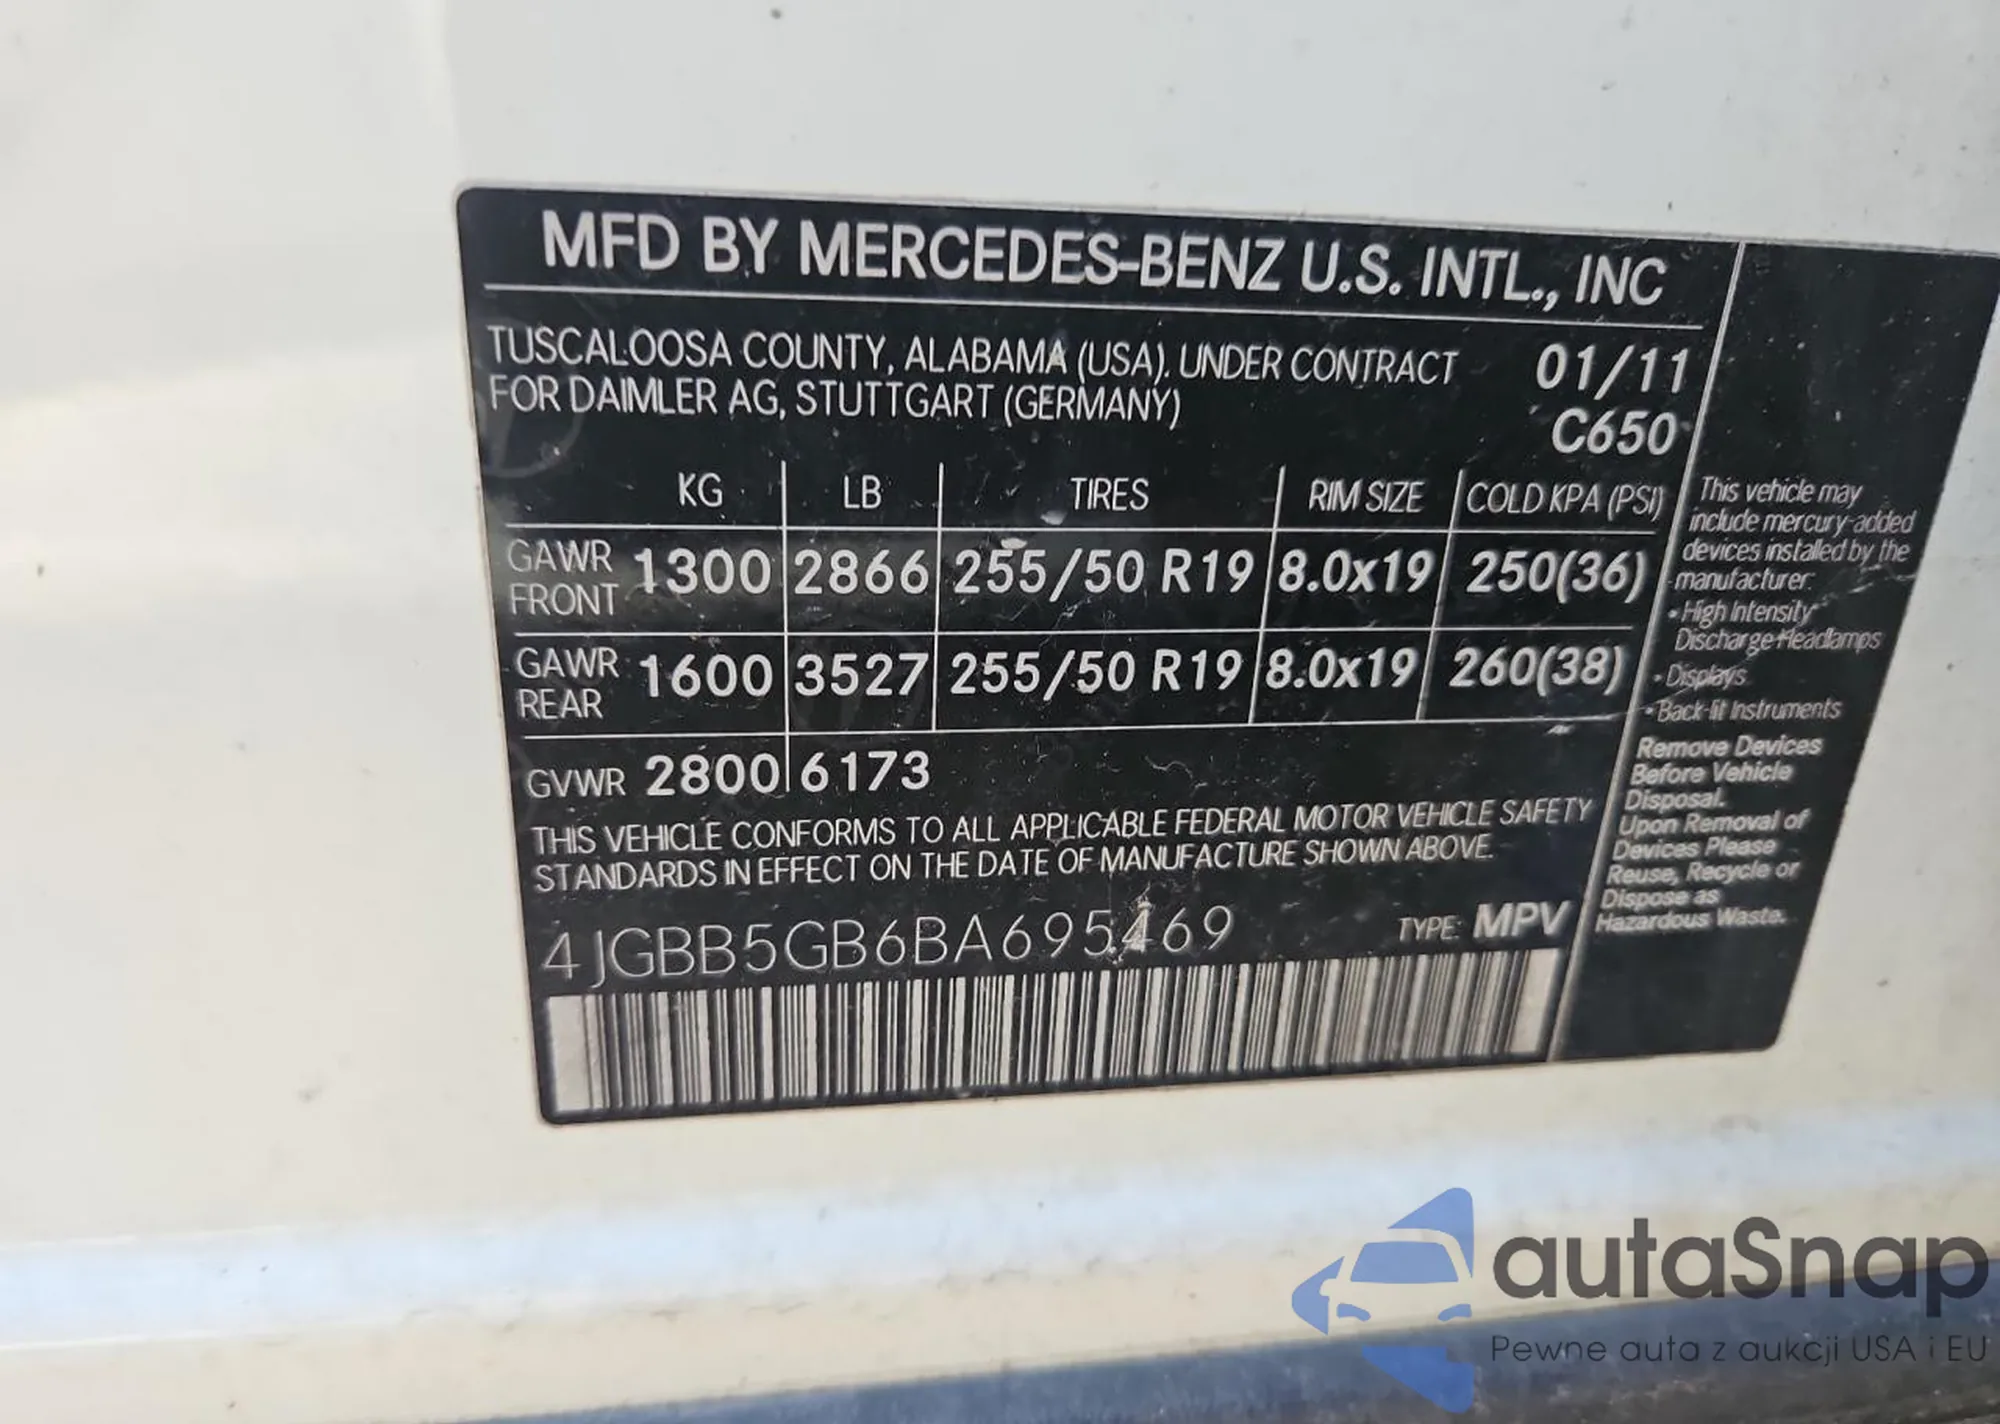 MFD BY MERCEDES-BENZ U.S. INTL., INC
TUSCALOOSA COUNTY, ALABAMA (USA). UNDER CONTRACT
FOR DAIMLER AG, STUTTGART (GERMANY)
01/11
C650
KG LB TIRES RIM SIZE COLD KPA (PSI)
GAWR FRONT 1300 2866 255/50 R19 8.0x19 250(36)
GAWR REAR 1600 3527 255/50 R19 8.0x19 260(38)
GVWR 2800 6173
THIS VEHICLE CONFORMS TO ALL APPLICABLE FEDERAL MOTOR VEHICLE SAFETY
STANDARDS IN EFFECT ON THE DATE OF MANUFACTURE SHOWN ABOVE.
4JGBB5GB6BA695469 TYPE: MPV
This vehicle may
include mercury-added
devices installed by the
manufacturer:
• High Intensity
Discharge Headlamps
• Displays
• Back-lit Instruments
Remove Devices
Before Vehicle
Disposal.
Upon Removal of
Devices Please
Reuse, Recycle or
Dispose as
Hazardous Waste.
autaSnap
Pewne auta z aukcji USA i EU